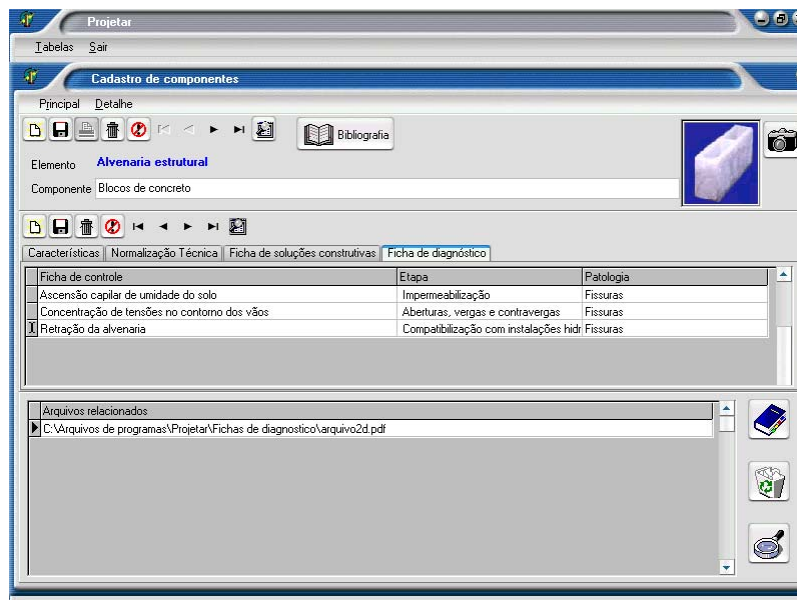 Projetar
Tabelas Sair
Cadastro de componentes
Principal Detalhe
Bibliografia
Elemento Alvenaria estrutural
Componente Blocos de concreto
Características Normalização Técnica Ficha de soluções construtivas Ficha de diagnóstico
Ficha de controle Etapa Patologia
Ascensão capilar de umidade do solo Impermeabilização Fissuras
Concentração de tensões no contorno dos vãos Aberturas, vergas e contravergas Fissuras
Retração da alvenaria Compatibilização com instalações hidr Fissuras
Arquivos relacionados
C:\Arquivos de programas\Projetar\Fichas de diagnostico\arquivo2d.pdf